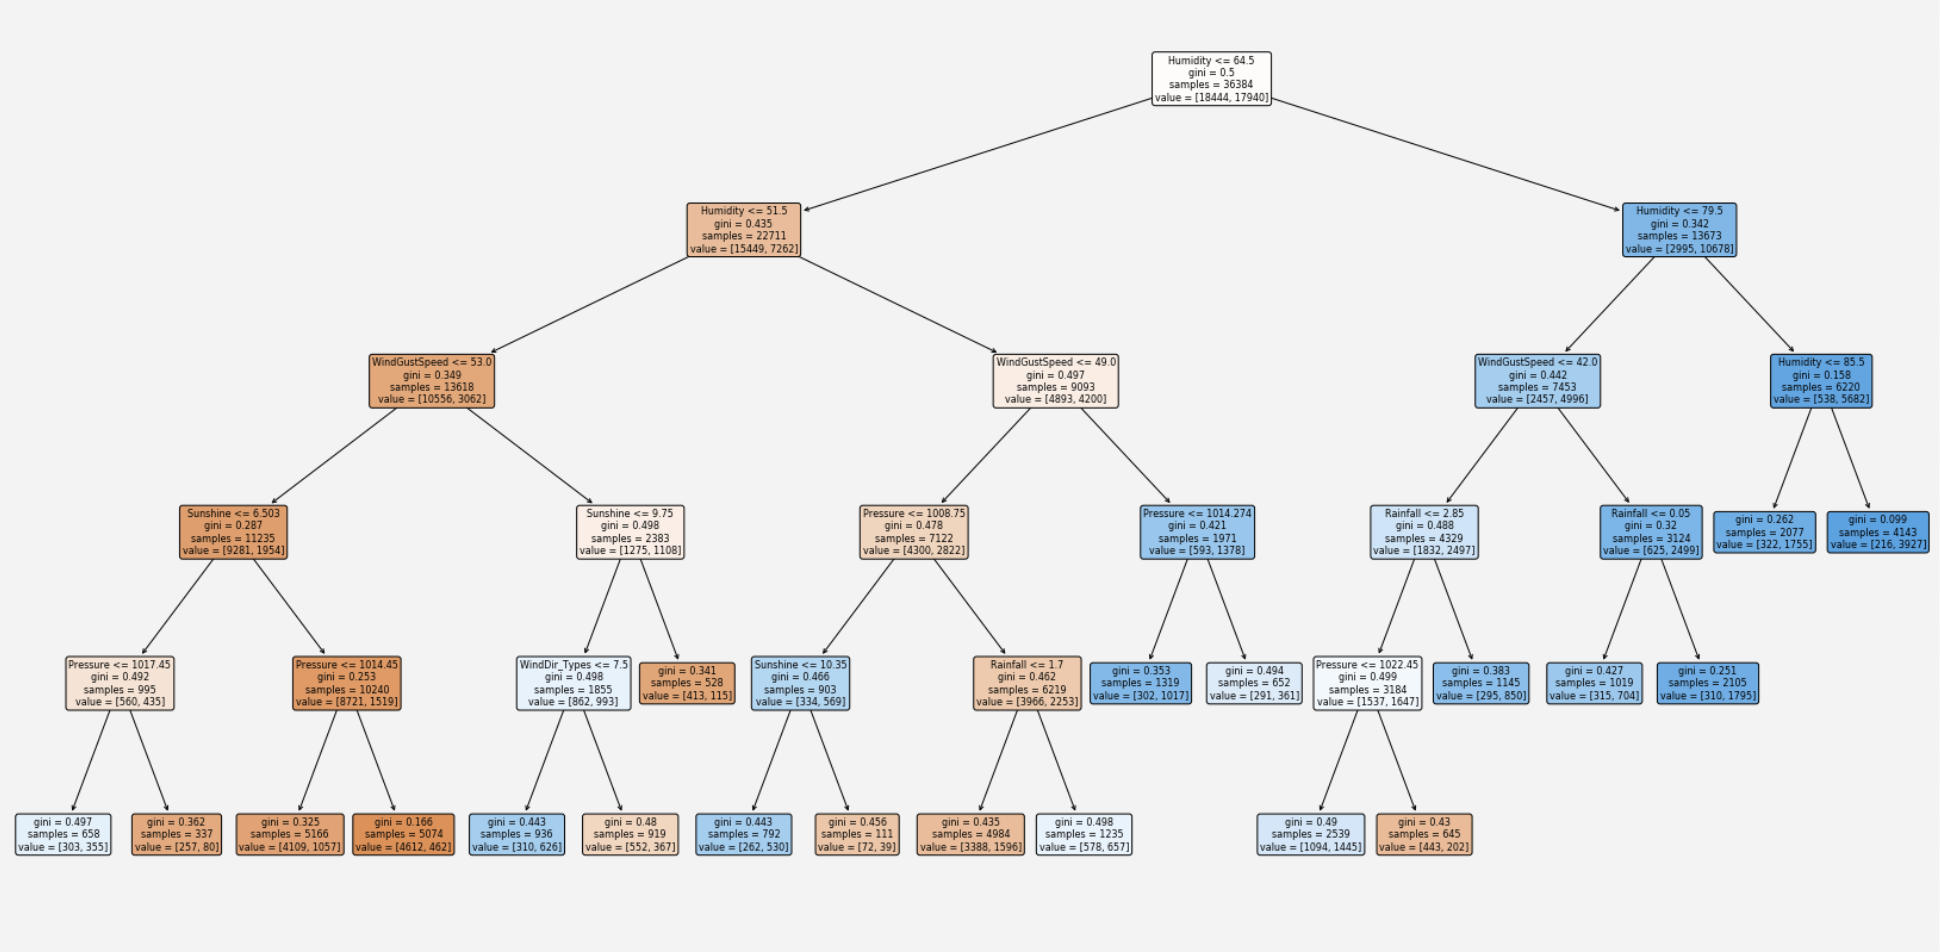 Humidity <= 64.5
gini = 0.5
samples = 36384
value = [18444, 17940]
Humidity <= 51.5
gini = 0.435
samples = 22711
value = [15449, 7262]
Humidity <= 79.5
gini = 0.342
samples = 13673
value = [2995, 10678]
WindGustSpeed <= 53.0
gini = 0.349
samples = 13618
value = [10556, 3062]
WindGustSpeed <= 49.0
gini = 0.497
samples = 9093
value = [4893, 4200]
WindGustSpeed <= 42.0
gini = 0.442
samples = 7453
value = [2457, 4996]
Humidity <= 85.5
gini = 0.158
samples = 6220
value = [538, 5682]
Sunshine <= 6.503
gini = 0.287
samples = 11235
value = [9281, 1954]
Sunshine <= 9.75
gini = 0.498
samples = 2383
value = [1275, 1108]
Pressure <= 1008.75
gini = 0.478
samples = 7122
value = [4300, 2822]
Pressure <= 1014.274
gini = 0.421
samples = 1971
value = [593, 1378]
Rainfall <= 2.85
gini = 0.488
samples = 4329
value = [1832, 2497]
Rainfall <= 0.05
gini = 0.32
samples = 3124
value = [625, 2499]
gini = 0.262
samples = 2077
value = [322, 1755]
gini = 0.099
samples = 4143
value = [216, 3927]
Pressure <= 1017.45
gini = 0.492
samples = 995
value = [560, 435]
Pressure <= 1014.45
gini = 0.253
samples = 10240
value = [8721, 1519]
WindDir_Types <= 7.5
gini = 0.498
samples = 1855
value = [862, 993]
gini = 0.341
samples = 528
value = [413, 115]
Sunshine <= 10.35
gini = 0.466
samples = 903
value = [334, 569]
Rainfall <= 1.7
gini = 0.462
samples = 6219
value = [3966, 2253]
gini = 0.353
samples = 1319
value = [302, 1017]
gini = 0.494
samples = 652
value = [291, 361]
Pressure <= 1022.45
gini = 0.499
samples = 3184
value = [1537, 1647]
gini = 0.383
samples = 1145
value = [295, 850]
gini = 0.427
samples = 1019
value = [315, 704]
gini = 0.251
samples = 2105
value = [310, 1795]
gini = 0.497
samples = 658
value = [303, 355]
gini = 0.362
samples = 337
value = [257, 80]
gini = 0.325
samples = 5166
value = [4109, 1057]
gini = 0.166
samples = 5074
value = [4612, 462]
gini = 0.443
samples = 936
value = [310, 626]
gini = 0.48
samples = 919
value = [552, 367]
gini = 0.443
samples = 792
value = [262, 530]
gini = 0.456
samples = 111
value = [72, 39]
gini = 0.435
samples = 4984
value = [3388, 1596]
gini = 0.498
samples = 1235
value = [578, 657]
gini = 0.49
samples = 2539
value = [1094, 1445]
gini = 0.43
samples = 645
value = [443, 202]